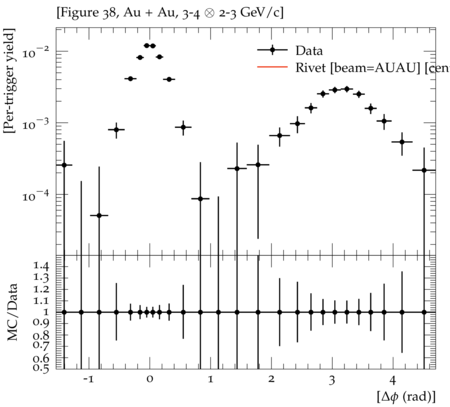 [Figure 38, Au + Au, 3-4 ⊗ 2-3 GeV/c]
[Per-trigger yield]
10⁻²
10⁻³
10⁻⁴
Data
Rivet [beam=AUAU] [cen
MC/Data
1.4
1.3
1.2
1.1
1
0.9
0.8
0.7
0.6
0.5
-1 0 1 2 3 4
[Δϕ (rad)]